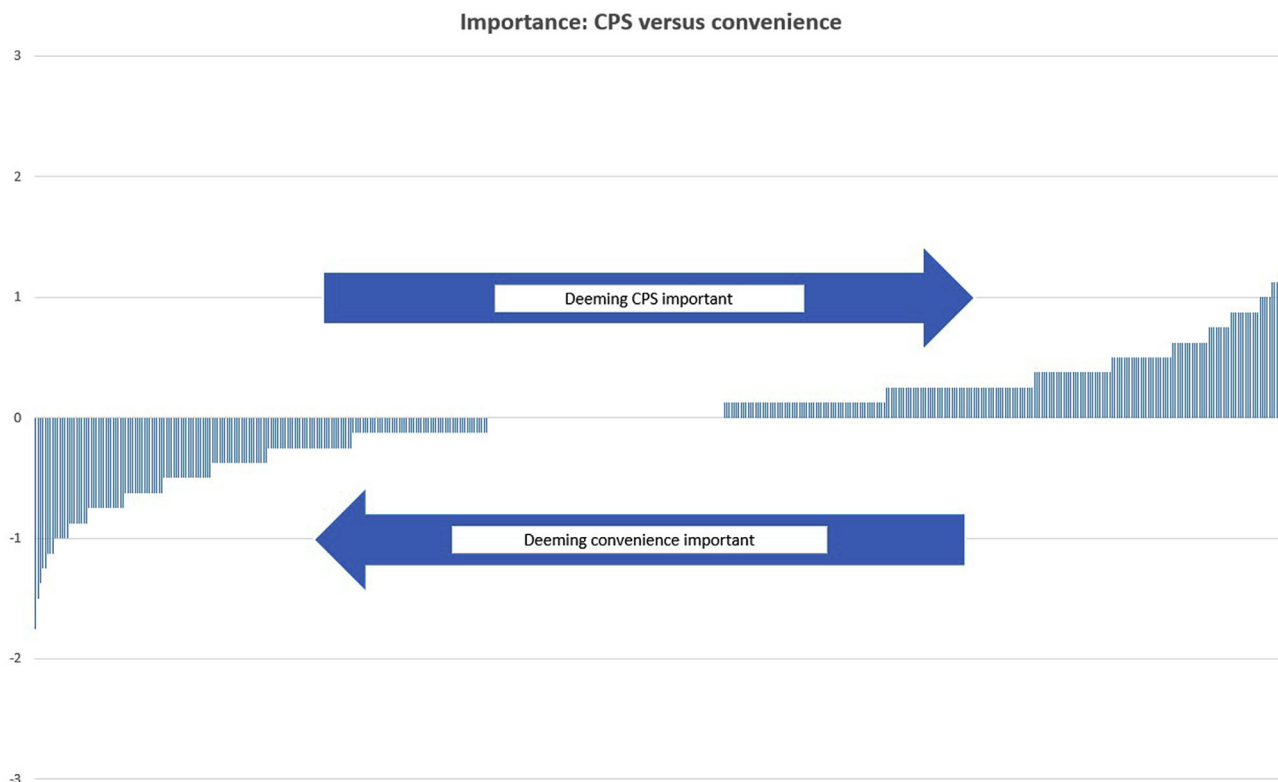 Importance: CPS versus convenience
3
2
1
Deeming CPS important
0
-1
Deeming convenience important
-2
-3